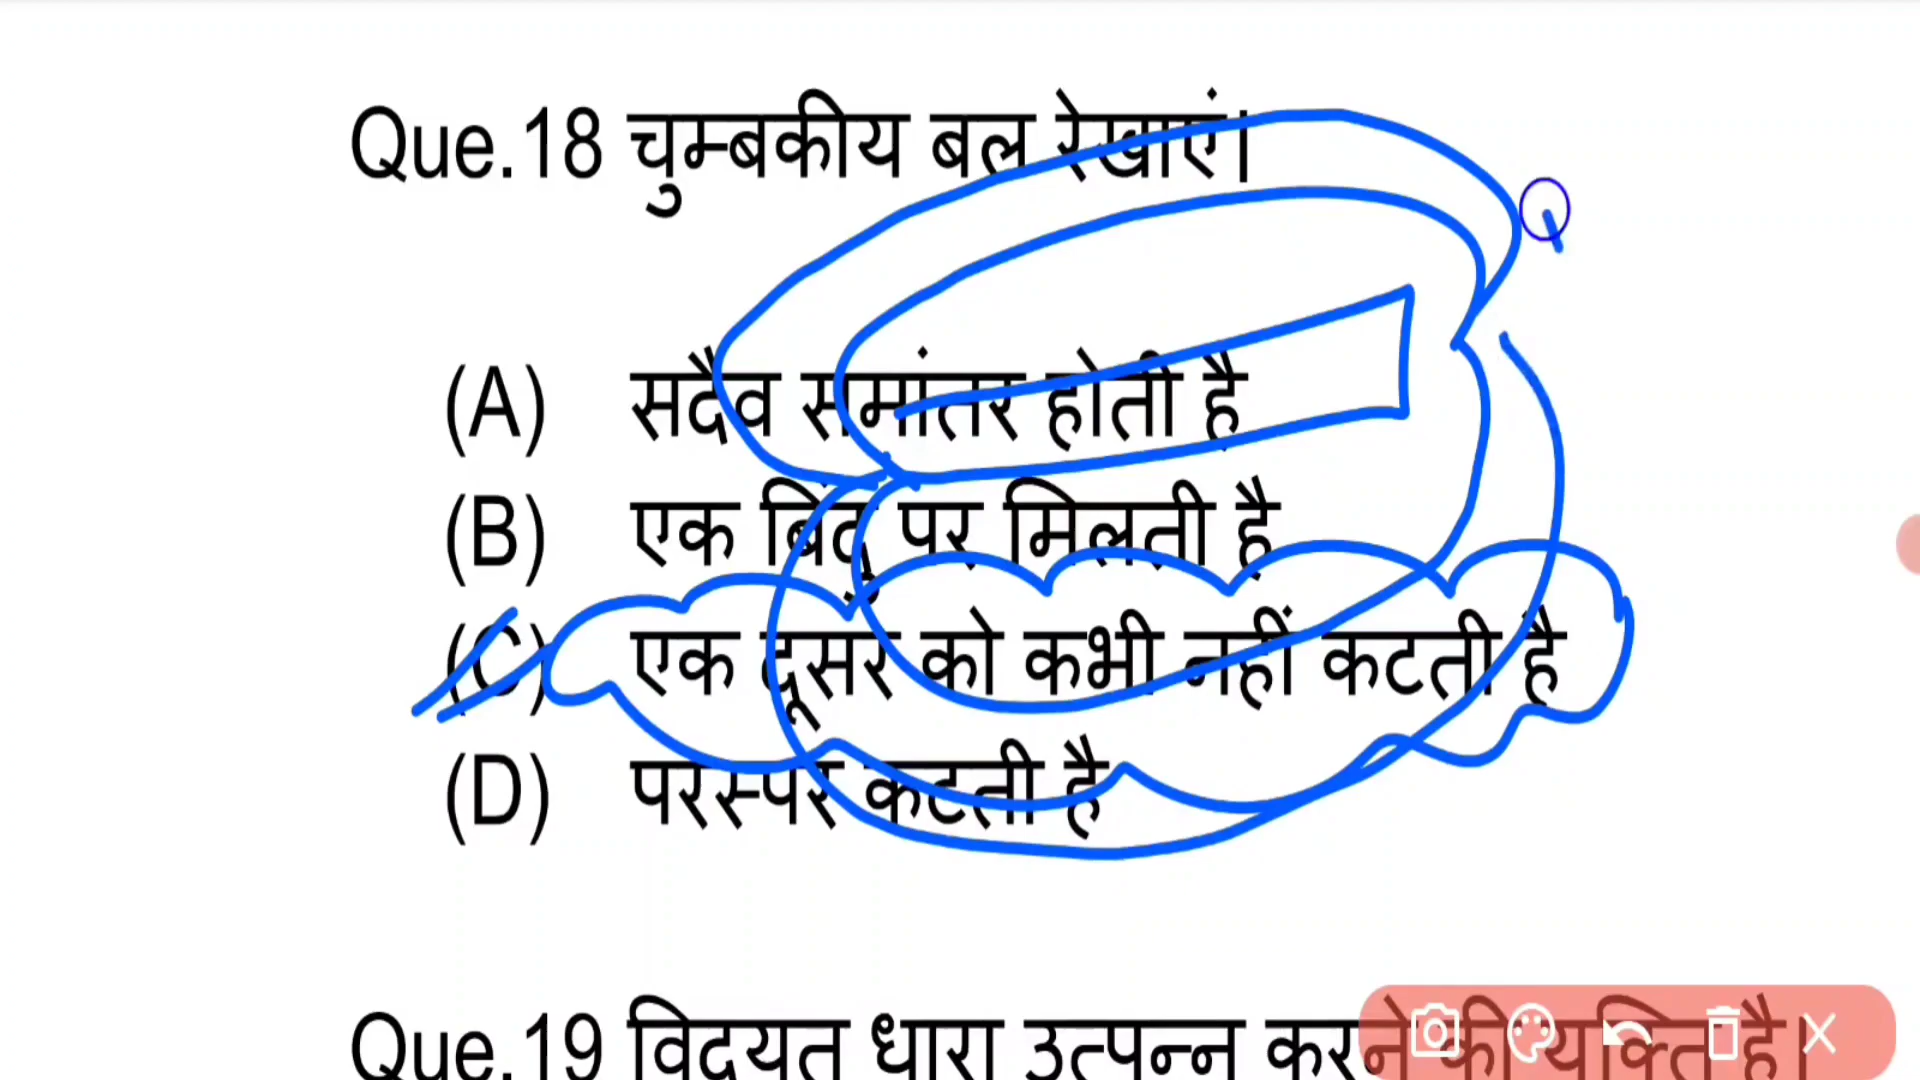 Que.18 चुम्बकीय बल रेखाएं।
(A) सदैव समांतर होती है
(B) एक बिंदु पर मिलती है
(C) एक दूसरे को कभी नहीं कटती है
(D) परस्पर कटती है
Que.19 विद्युत धारा उत्पन्न करने की युक्ति है।